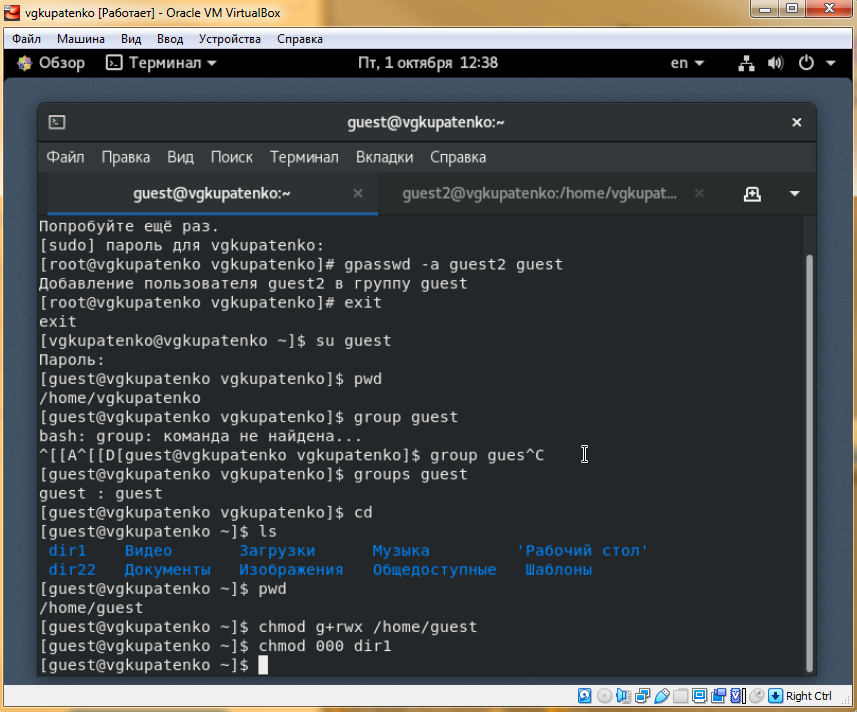 vgkupatenko [Работает] - Oracle VM VirtualBox
Файл Машина Вид Ввод Устройства Справка
Обзор Терминал Пт, 1 октября 12:38 en
guest@vgkupatenko:~
Файл Правка Вид Поиск Терминал Вкладки Справка
guest@vgkupatenko:~ guest2@vgkupatenko:/home/vgkupat...
Попробуйте ещё раз.
[sudo] пароль для vgkupatenko:
[root@vgkupatenko vgkupatenko]# gpasswd -a guest2 guest
Добавление пользователя guest2 в группу guest
[root@vgkupatenko vgkupatenko]# exit
exit
[vgkupatenko@vgkupatenko ~]$ su guest
Пароль:
[guest@vgkupatenko vgkupatenko]$ pwd
/home/vgkupatenko
[guest@vgkupatenko vgkupatenko]$ group guest
bash: group: команда не найдена...
^[[A^[[D[guest@vgkupatenko vgkupatenko]$ group gues^C
[guest@vgkupatenko vgkupatenko]$ groups guest
guest : guest
[guest@vgkupatenko vgkupatenko]$ cd
[guest@vgkupatenko ~]$ ls
dir1 Видео Загрузки Музыка 'Рабочий стол'
dir22 Документы Изображения Общедоступные Шаблоны
[guest@vgkupatenko ~]$ pwd
/home/guest
[guest@vgkupatenko ~]$ chmod g+rwx /home/guest
[guest@vgkupatenko ~]$ chmod 000 dir1
[guest@vgkupatenko ~]$
Right Ctrl